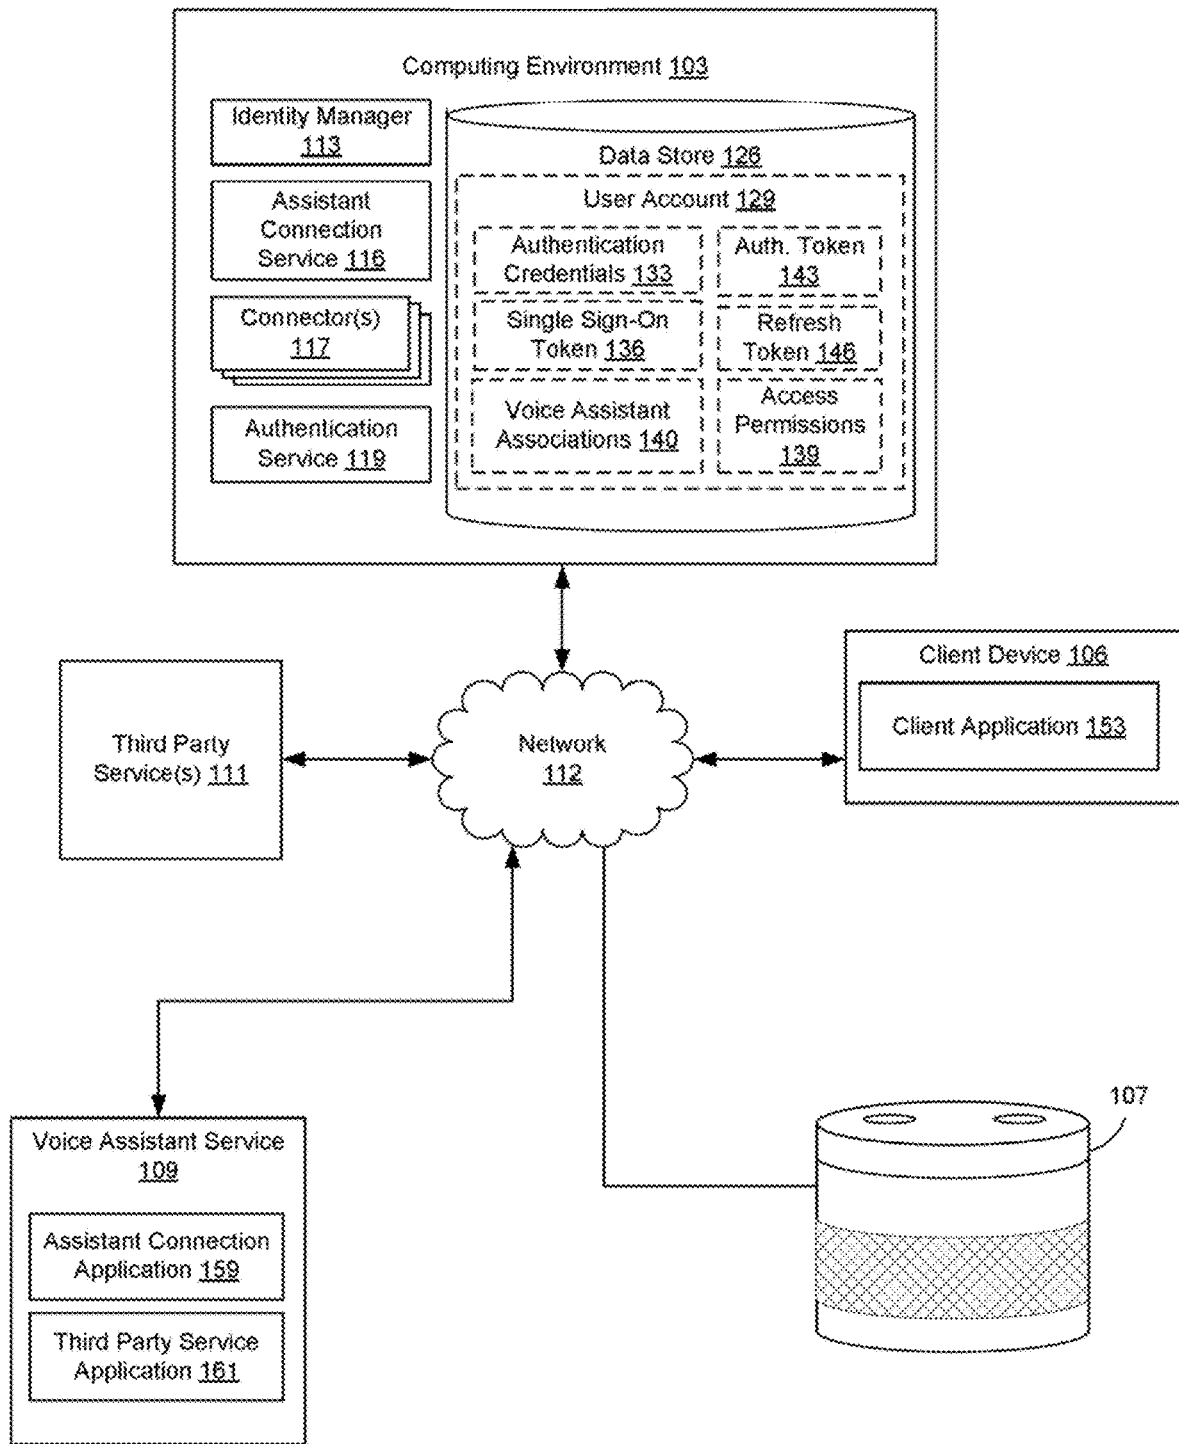 Computing Environment 103
Identity Manager
113
Assistant
Connection
Service 116
Connector(s)
117
Authentication
Service 119
Data Store 126
User Account 129
Authentication
Credentials 133
Auth. Token
143
Single Sign-On
Token 136
Refresh
Token 146
Voice Assistant
Associations 140
Access
Permissions
139
Third Party
Service(s) 111
Network
112
Client Device 106
Client Application 153
Voice Assistant Service
109
Assistant Connection
Application 159
Third Party Service
Application 161
107